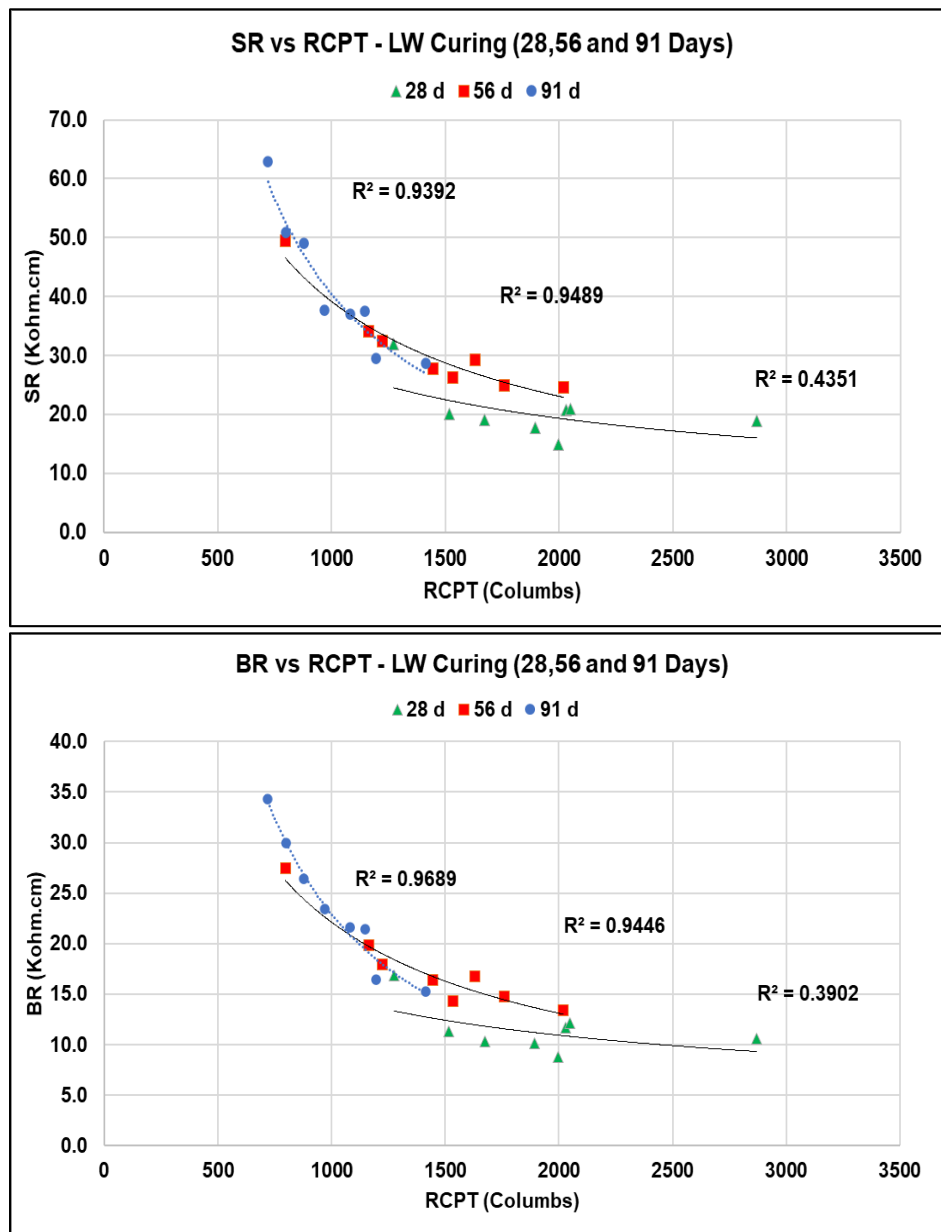 SR vs RCPT - LW Curing (28,56 and 91 Days)
28 d 56 d 91 d
70.0
60.0
50.0
40.0
30.0
20.0
10.0
0.0
SR (Kohm.cm)
R² = 0.9392
R² = 0.9489
R² = 0.4351
0 500 1000 1500 2000 2500 3000 3500
RCPT (Columbs)
BR vs RCPT - LW Curing (28,56 and 91 Days)
28 d 56 d 91 d
40.0
35.0
30.0
25.0
20.0
15.0
10.0
5.0
0.0
BR (Kohm.cm)
R² = 0.9689
R² = 0.9446
R² = 0.3902
0 500 1000 1500 2000 2500 3000 3500
RCPT (Columbs)